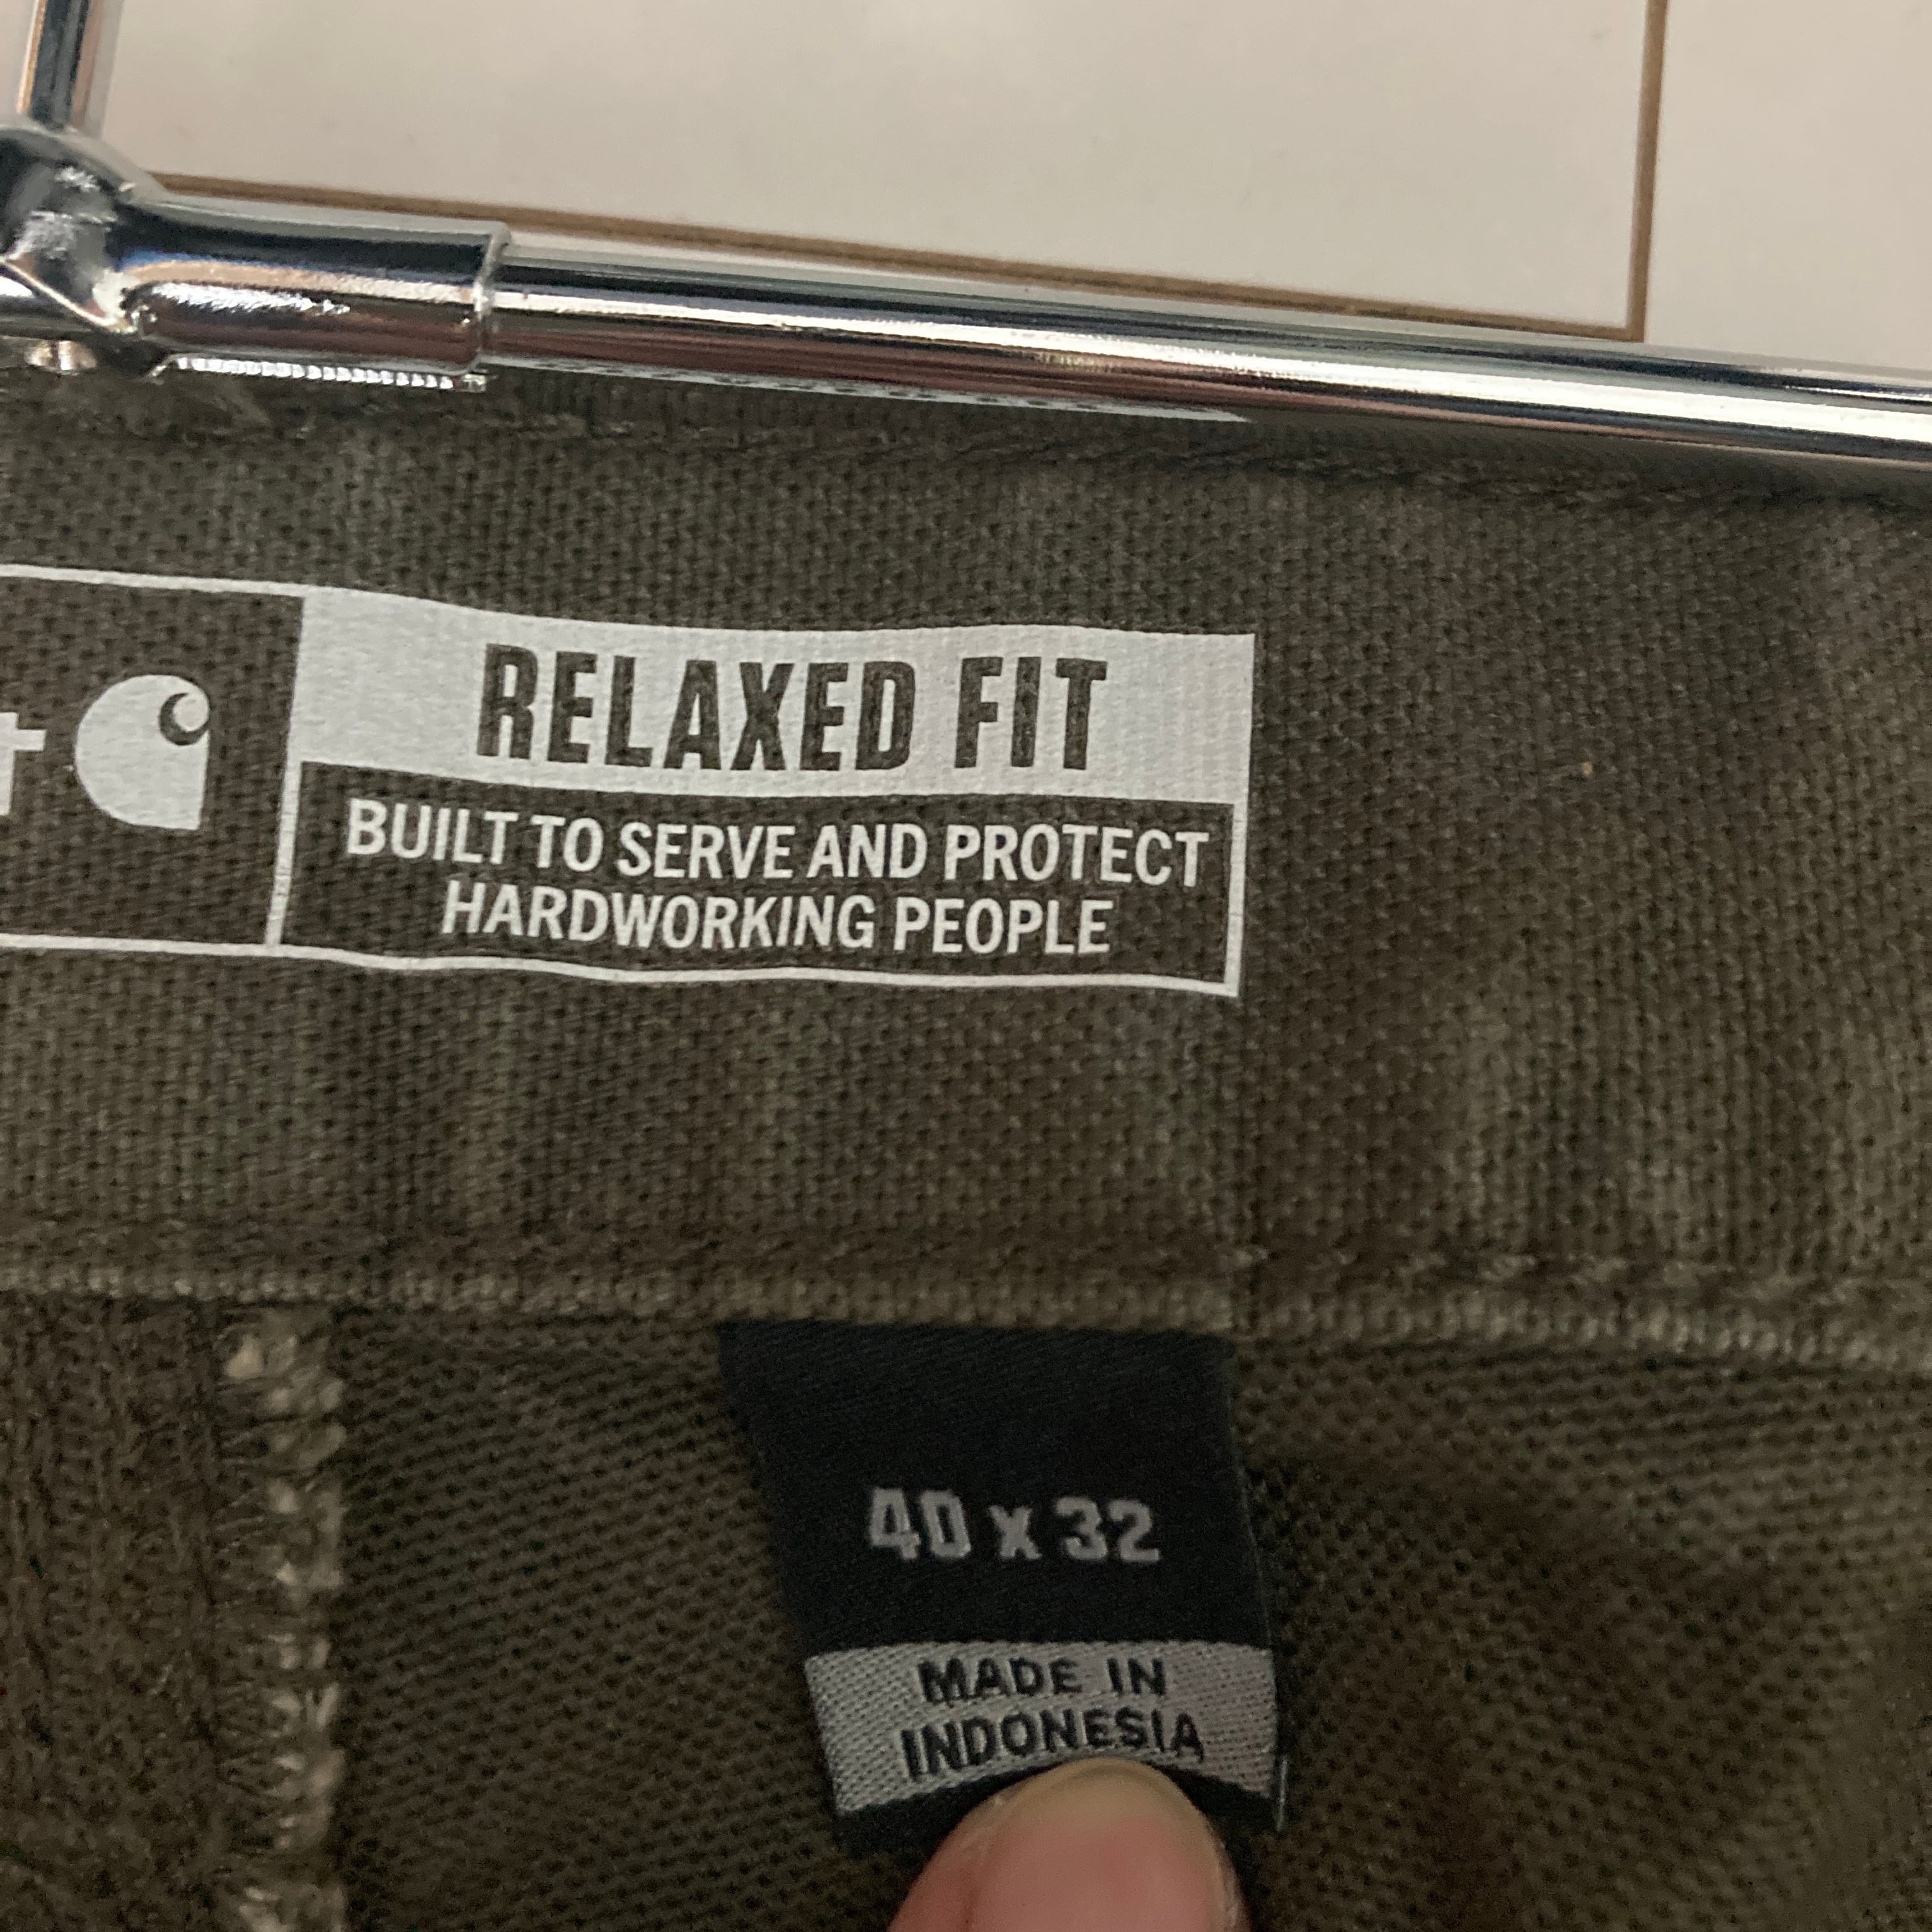 t
RELAXED FIT
BUILT TO SERVE AND PROTECT
HARDWORKING PEOPLE
40 x 32
MADE IN
INDONESIA